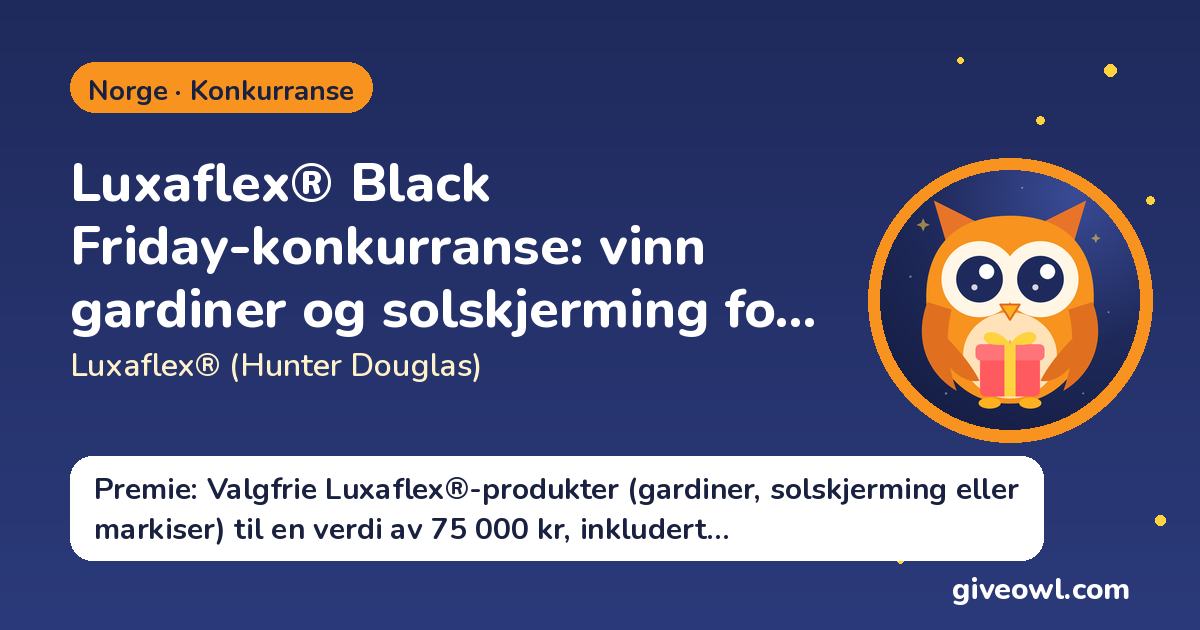 Norge · Konkurranse
Luxaflex® Black
Friday-konkurranse: vinn
gardiner og solskjerming fo...
Luxaflex® (Hunter Douglas)
Premie: Valgfrie Luxaflex®-produkter (gardiner, solskjerming eller
markiser) til en verdi av 75 000 kr, inkludert...
giveowl.com